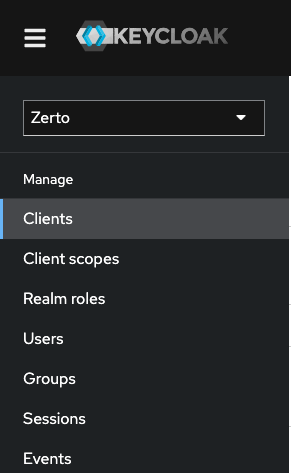 KEYCLOAK
Zerto
Manage
Clients
Client scopes
Realm roles
Users
Groups
Sessions
Events